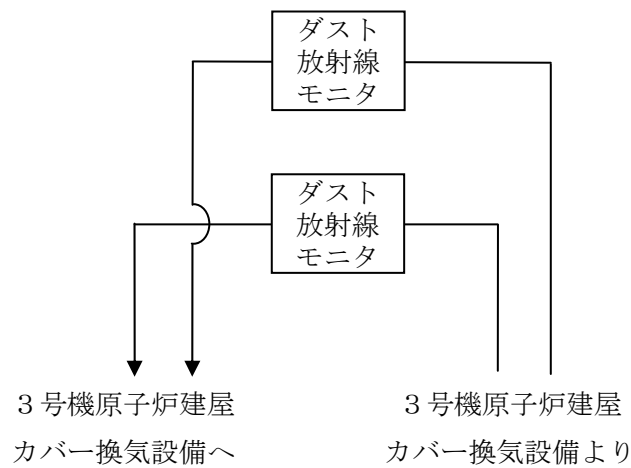 ダスト
放射線
モニタ
ダスト
放射線
モニタ
３号機原子炉建屋
カバー換気設備へ
３号機原子炉建屋
カバー換気設備より